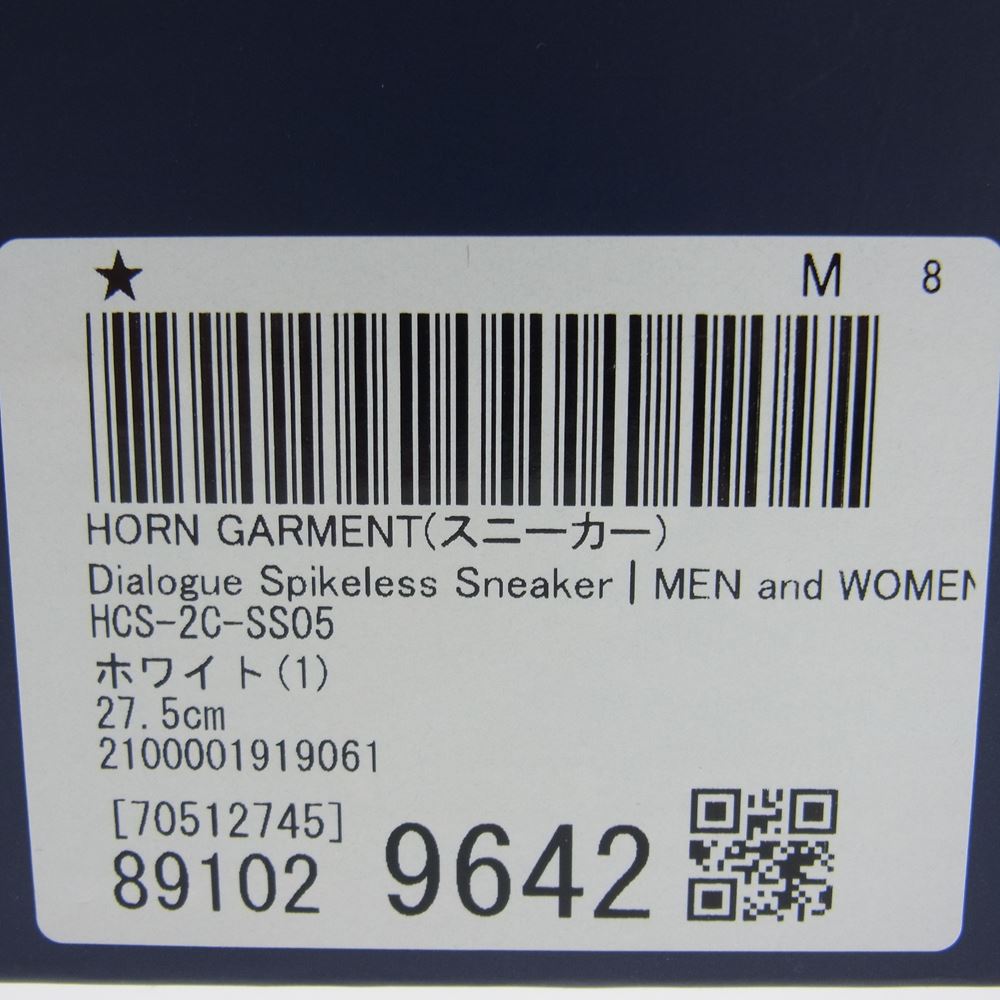 ★ M 8
HORN GARMENT(スニーカー)
Dialogue Spikeless Sneaker | MEN and WOMEN
HCS-2C-SS05
ホワイト(1)
27.5cm
2100001919061
[70512745]
89102 9642